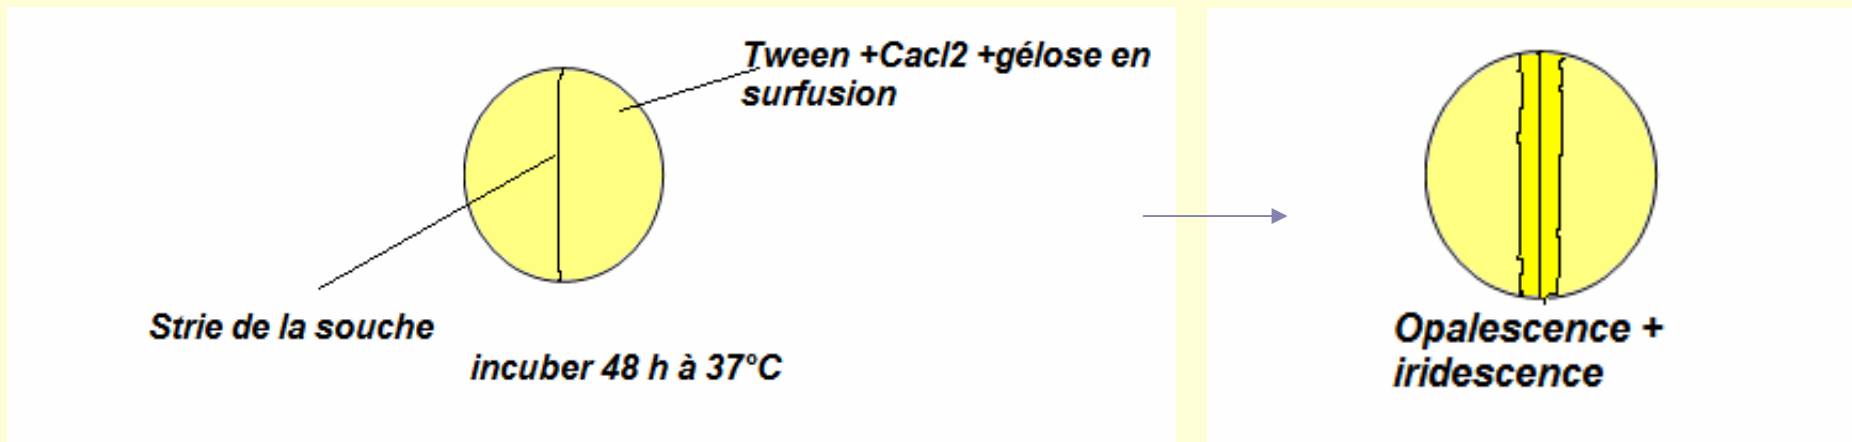 Tween +Cacl2 +gélose en
surfusion
Strie de la souche
incuber 48 h à 37°C
Opalescence +
iridescence